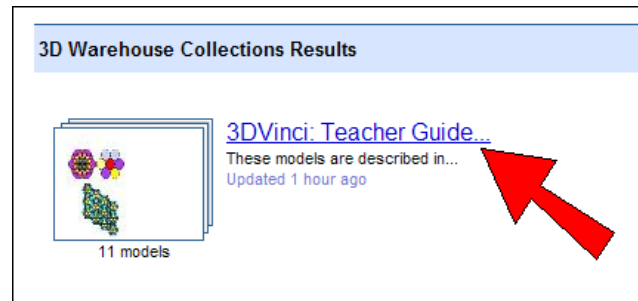 3D Warehouse Collections Results
3DVinci: Teacher Guide...
These models are described in...
Updated 1 hour ago
11 models